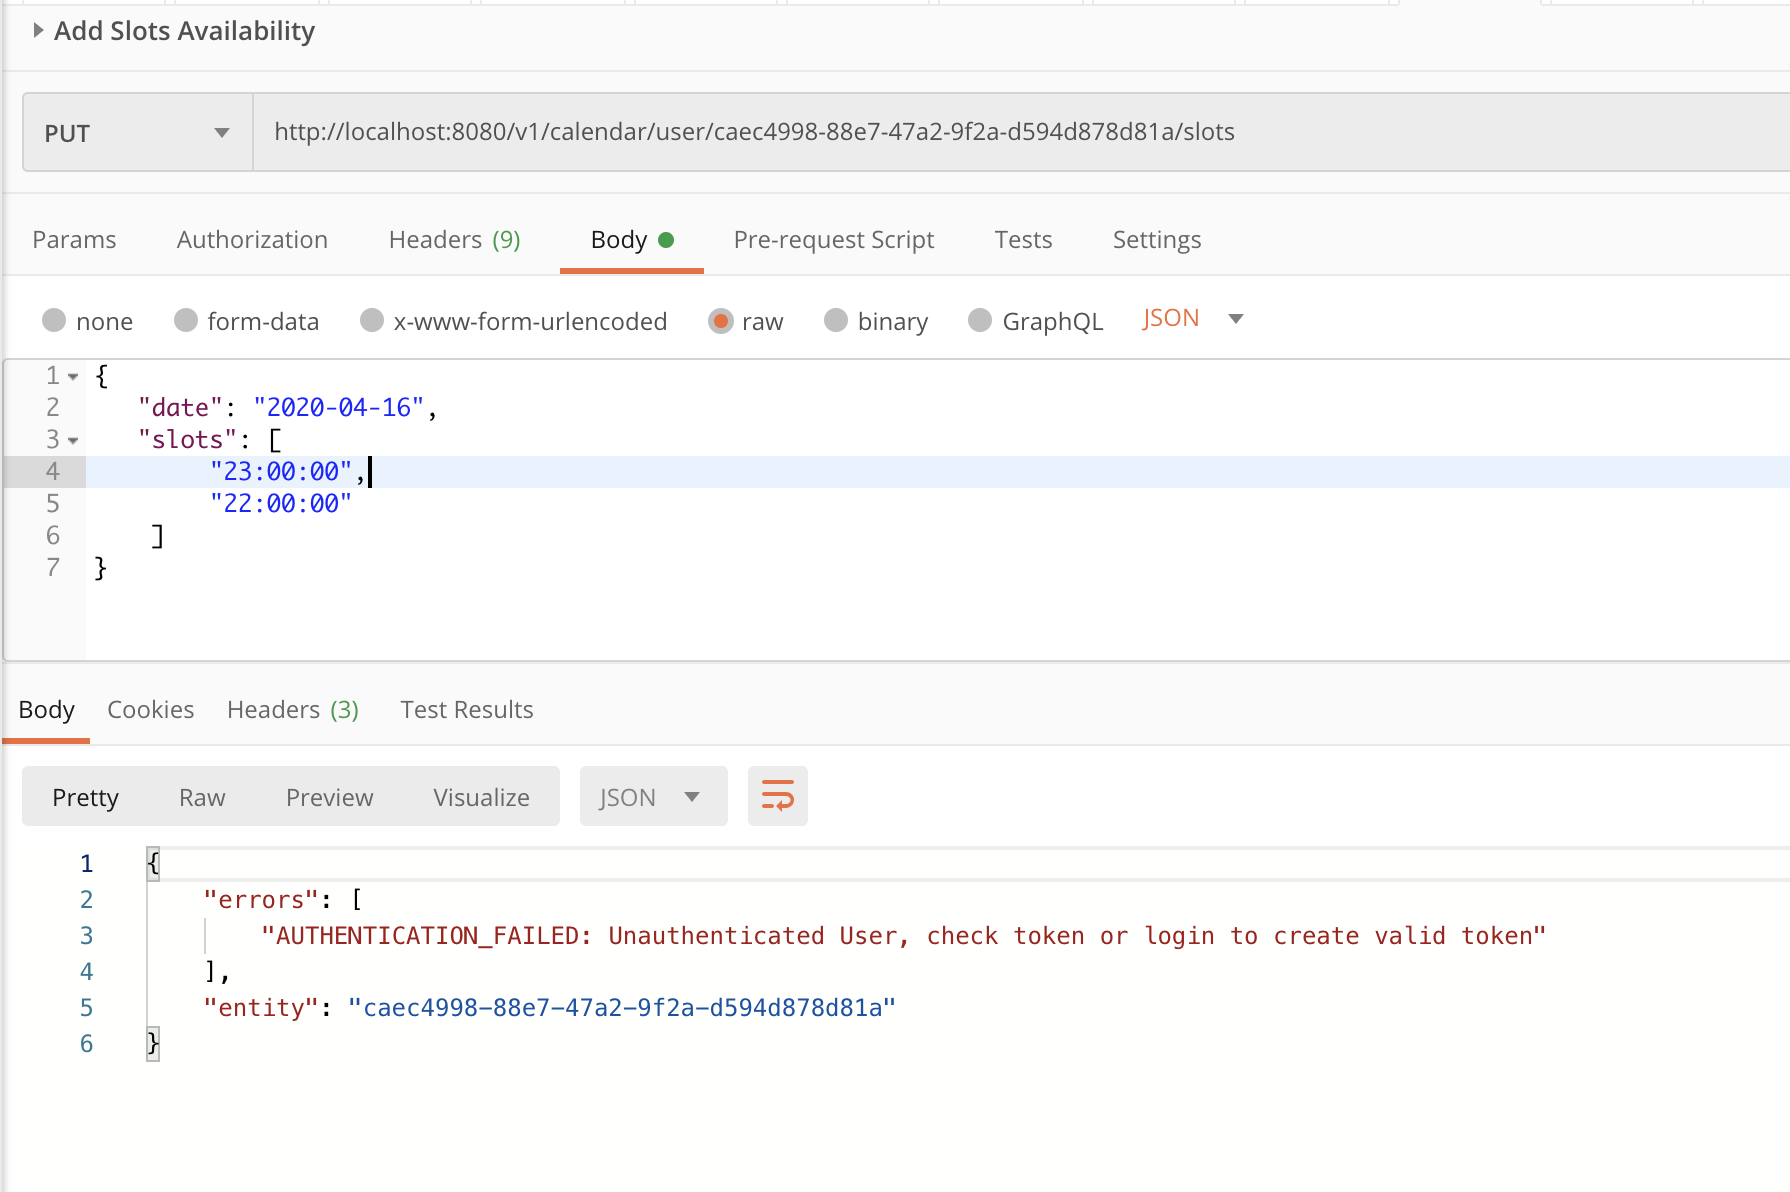 Add Slots Availability
PUT http://localhost:8080/v1/calendar/user/caec4998-88e7-47a2-9f2a-d594d878d81a/slots
Params Authorization Headers (9) Body Pre-request Script Tests Settings
none form-data x-www-form-urlencoded raw binary GraphQL JSON
1 {
2 "date": "2020-04-16",
3 "slots": [
4 "23:00:00",
5 "22:00:00"
6 ]
7 }
Body Cookies Headers (3) Test Results
Pretty Raw Preview Visualize JSON
1 {
2 "errors": [
3 "AUTHENTICATION_FAILED: Unauthenticated User, check token or login to create valid token"
4 ],
5 "entity": "caec4998-88e7-47a2-9f2a-d594d878d81a"
6 }